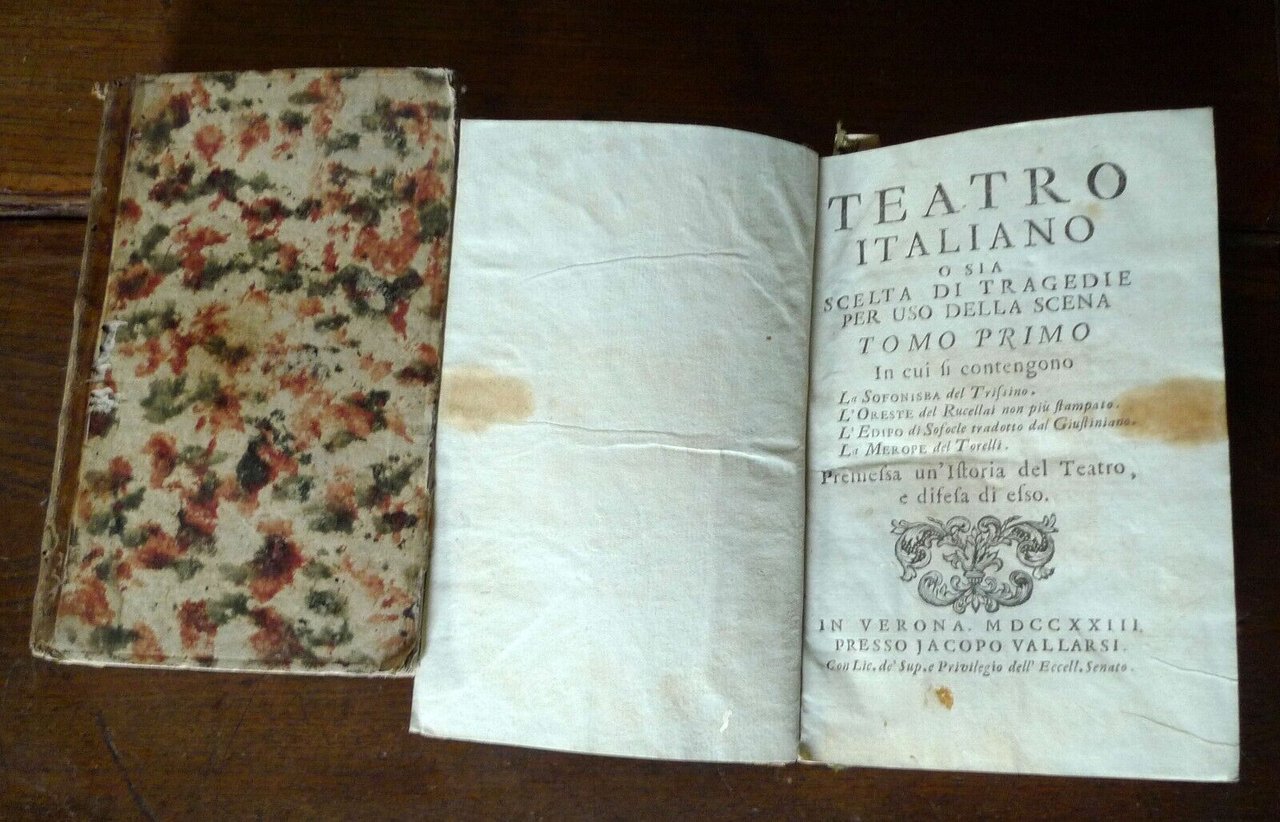 TEATRO
ITALIANO
O SIA
SCELTA DI TRAGEDIE
PER USO DELLA SCENA
TOMO PRIMO
In cui ſi contengono
La SOFONISBA del Triſsino.
L'ORESTE del Rucellai non più ſtampato.
L'EDIPO di Sofocle tradotto dal Giuſtiniano.
La MEROPE del Torelli.
Premeſsa un'Iſtoria del Teatro,
e difeſa di eſso.
IN VERONA. MDCCXXIII.
PRESSO JACOPO VALLARSI.
Con Lic. de' Sup. e Privilegio dell' Eccell. Senato.